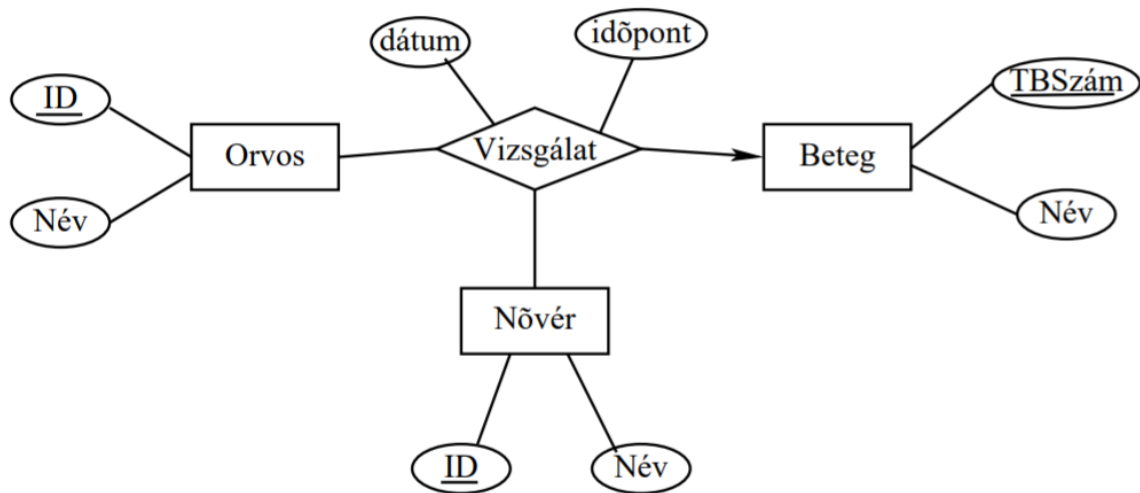 dátum
idõpont
ID
TBSzám
Orvos
Vizsgálat
Beteg
Név
Név
Nõvér
ID
Név